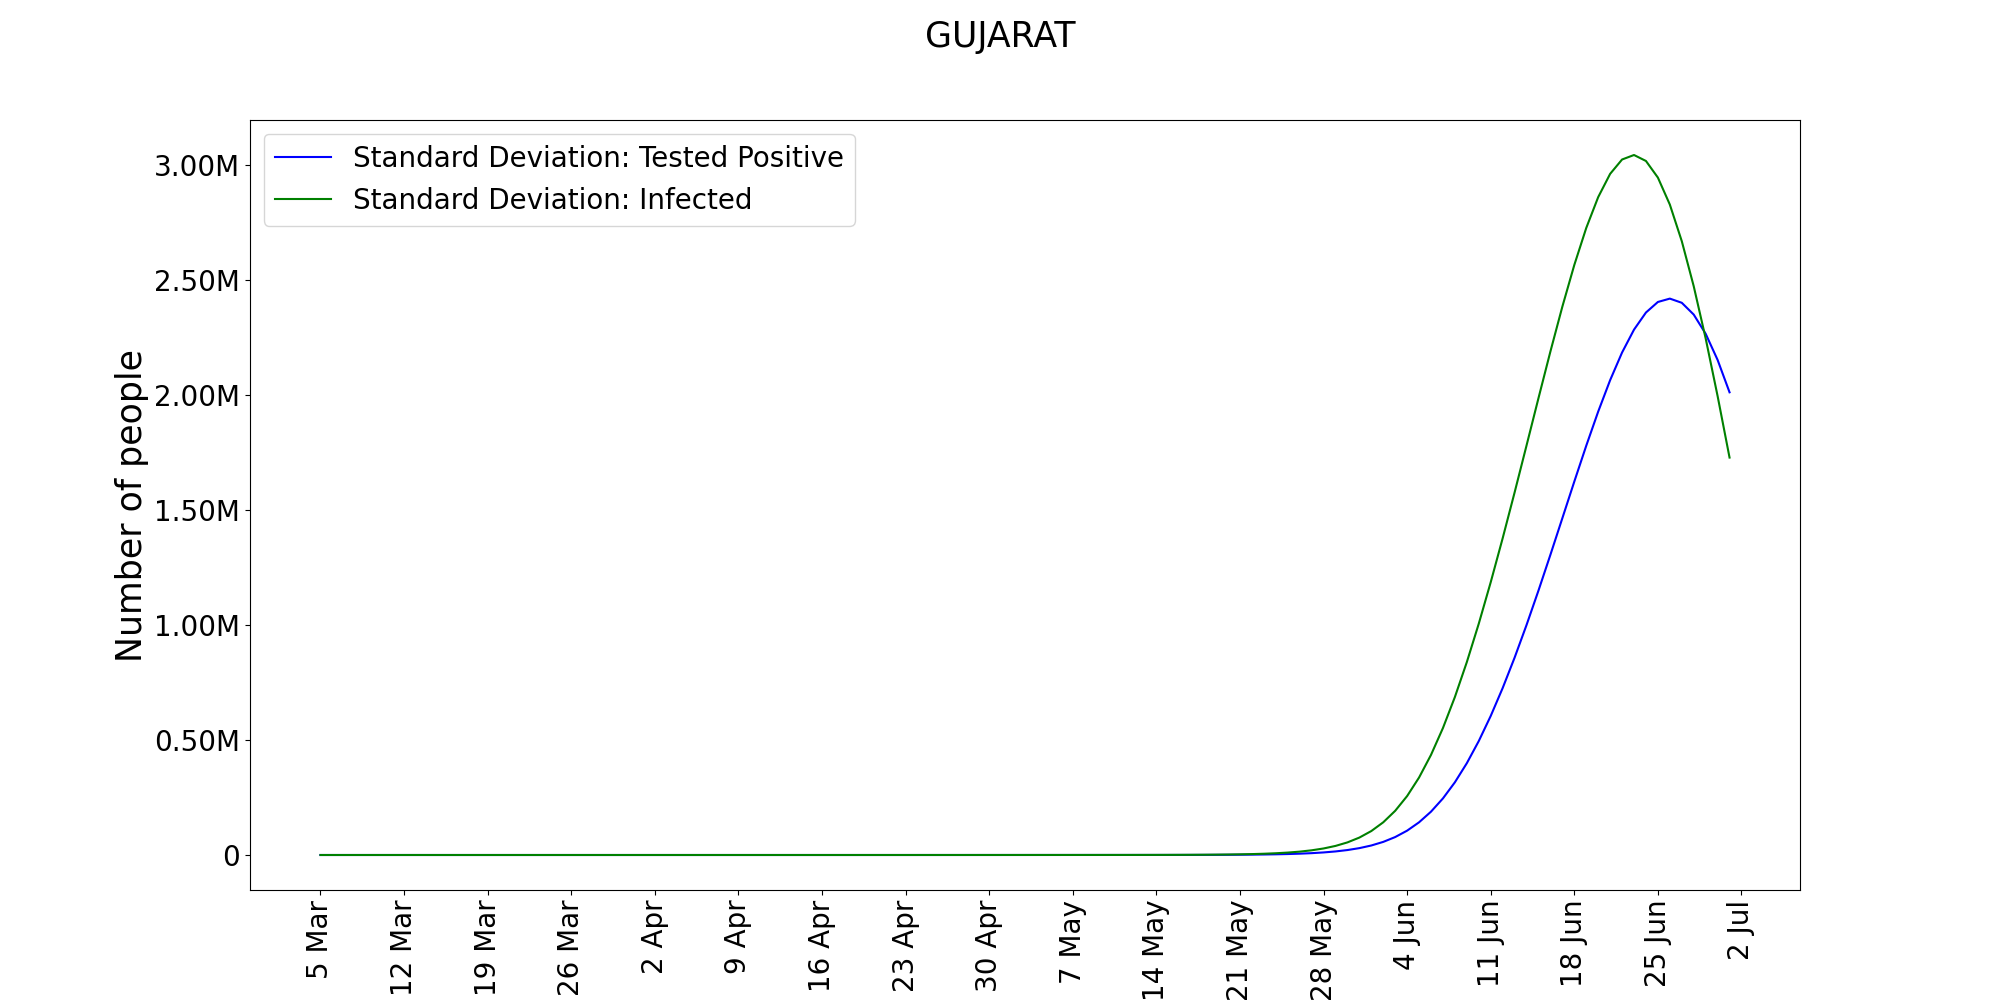 GUJARAT
Standard Deviation: Tested Positive
Standard Deviation: Infected
Number of people
3.00M
2.50M
2.00M
1.50M
1.00M
0.50M
0
5 Mar
12 Mar
19 Mar
26 Mar
2 Apr
9 Apr
16 Apr
23 Apr
30 Apr
7 May
14 May
21 May
28 May
4 Jun
11 Jun
18 Jun
25 Jun
2 Jul